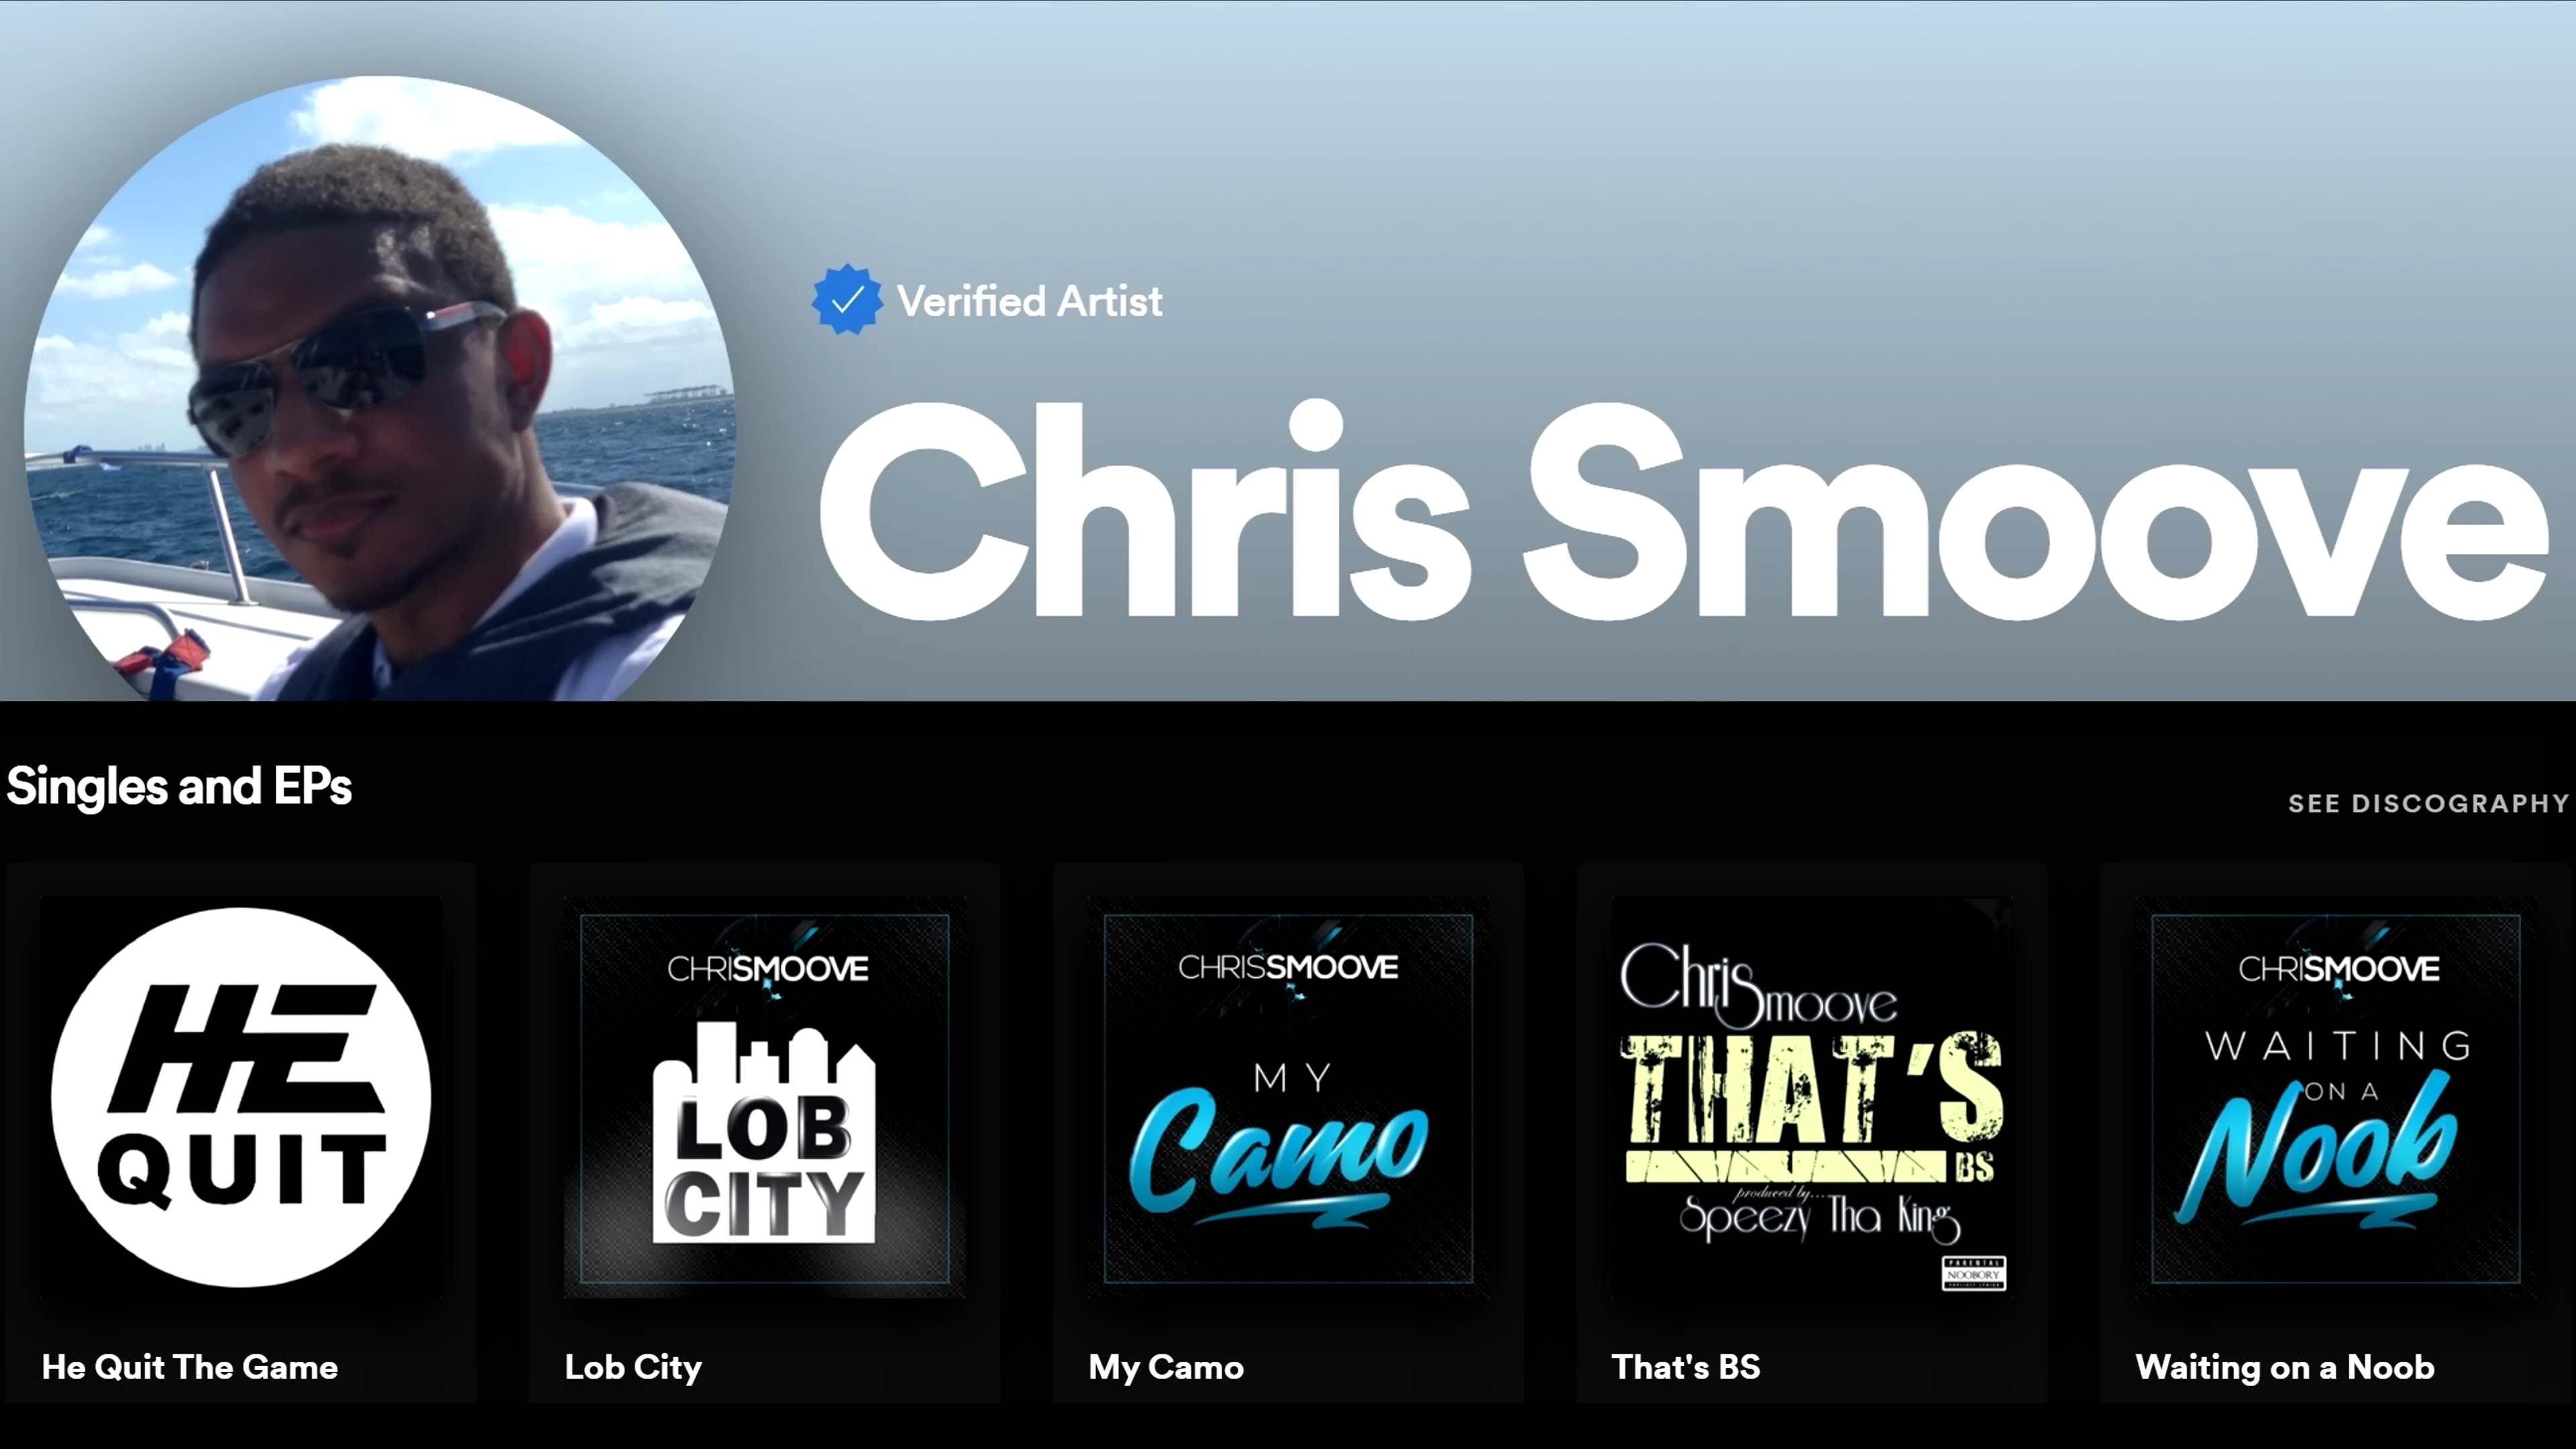 Verified Artist
Chris Smoove
Singles and EPs
SEE DISCOGRAPHY
HE
QUIT
CHRISMOOVE
LOB
CITY
CHRISSMOOVE
MY
Camo
Chris
Smoove
THAT'S
BS
produced by...
Speezy Tha King
PARENTAL
NOOBORY
CHRISMOOVE
WAITING
ON A
Noob
He Quit The Game
Lob City
My Camo
That's BS
Waiting on a Noob